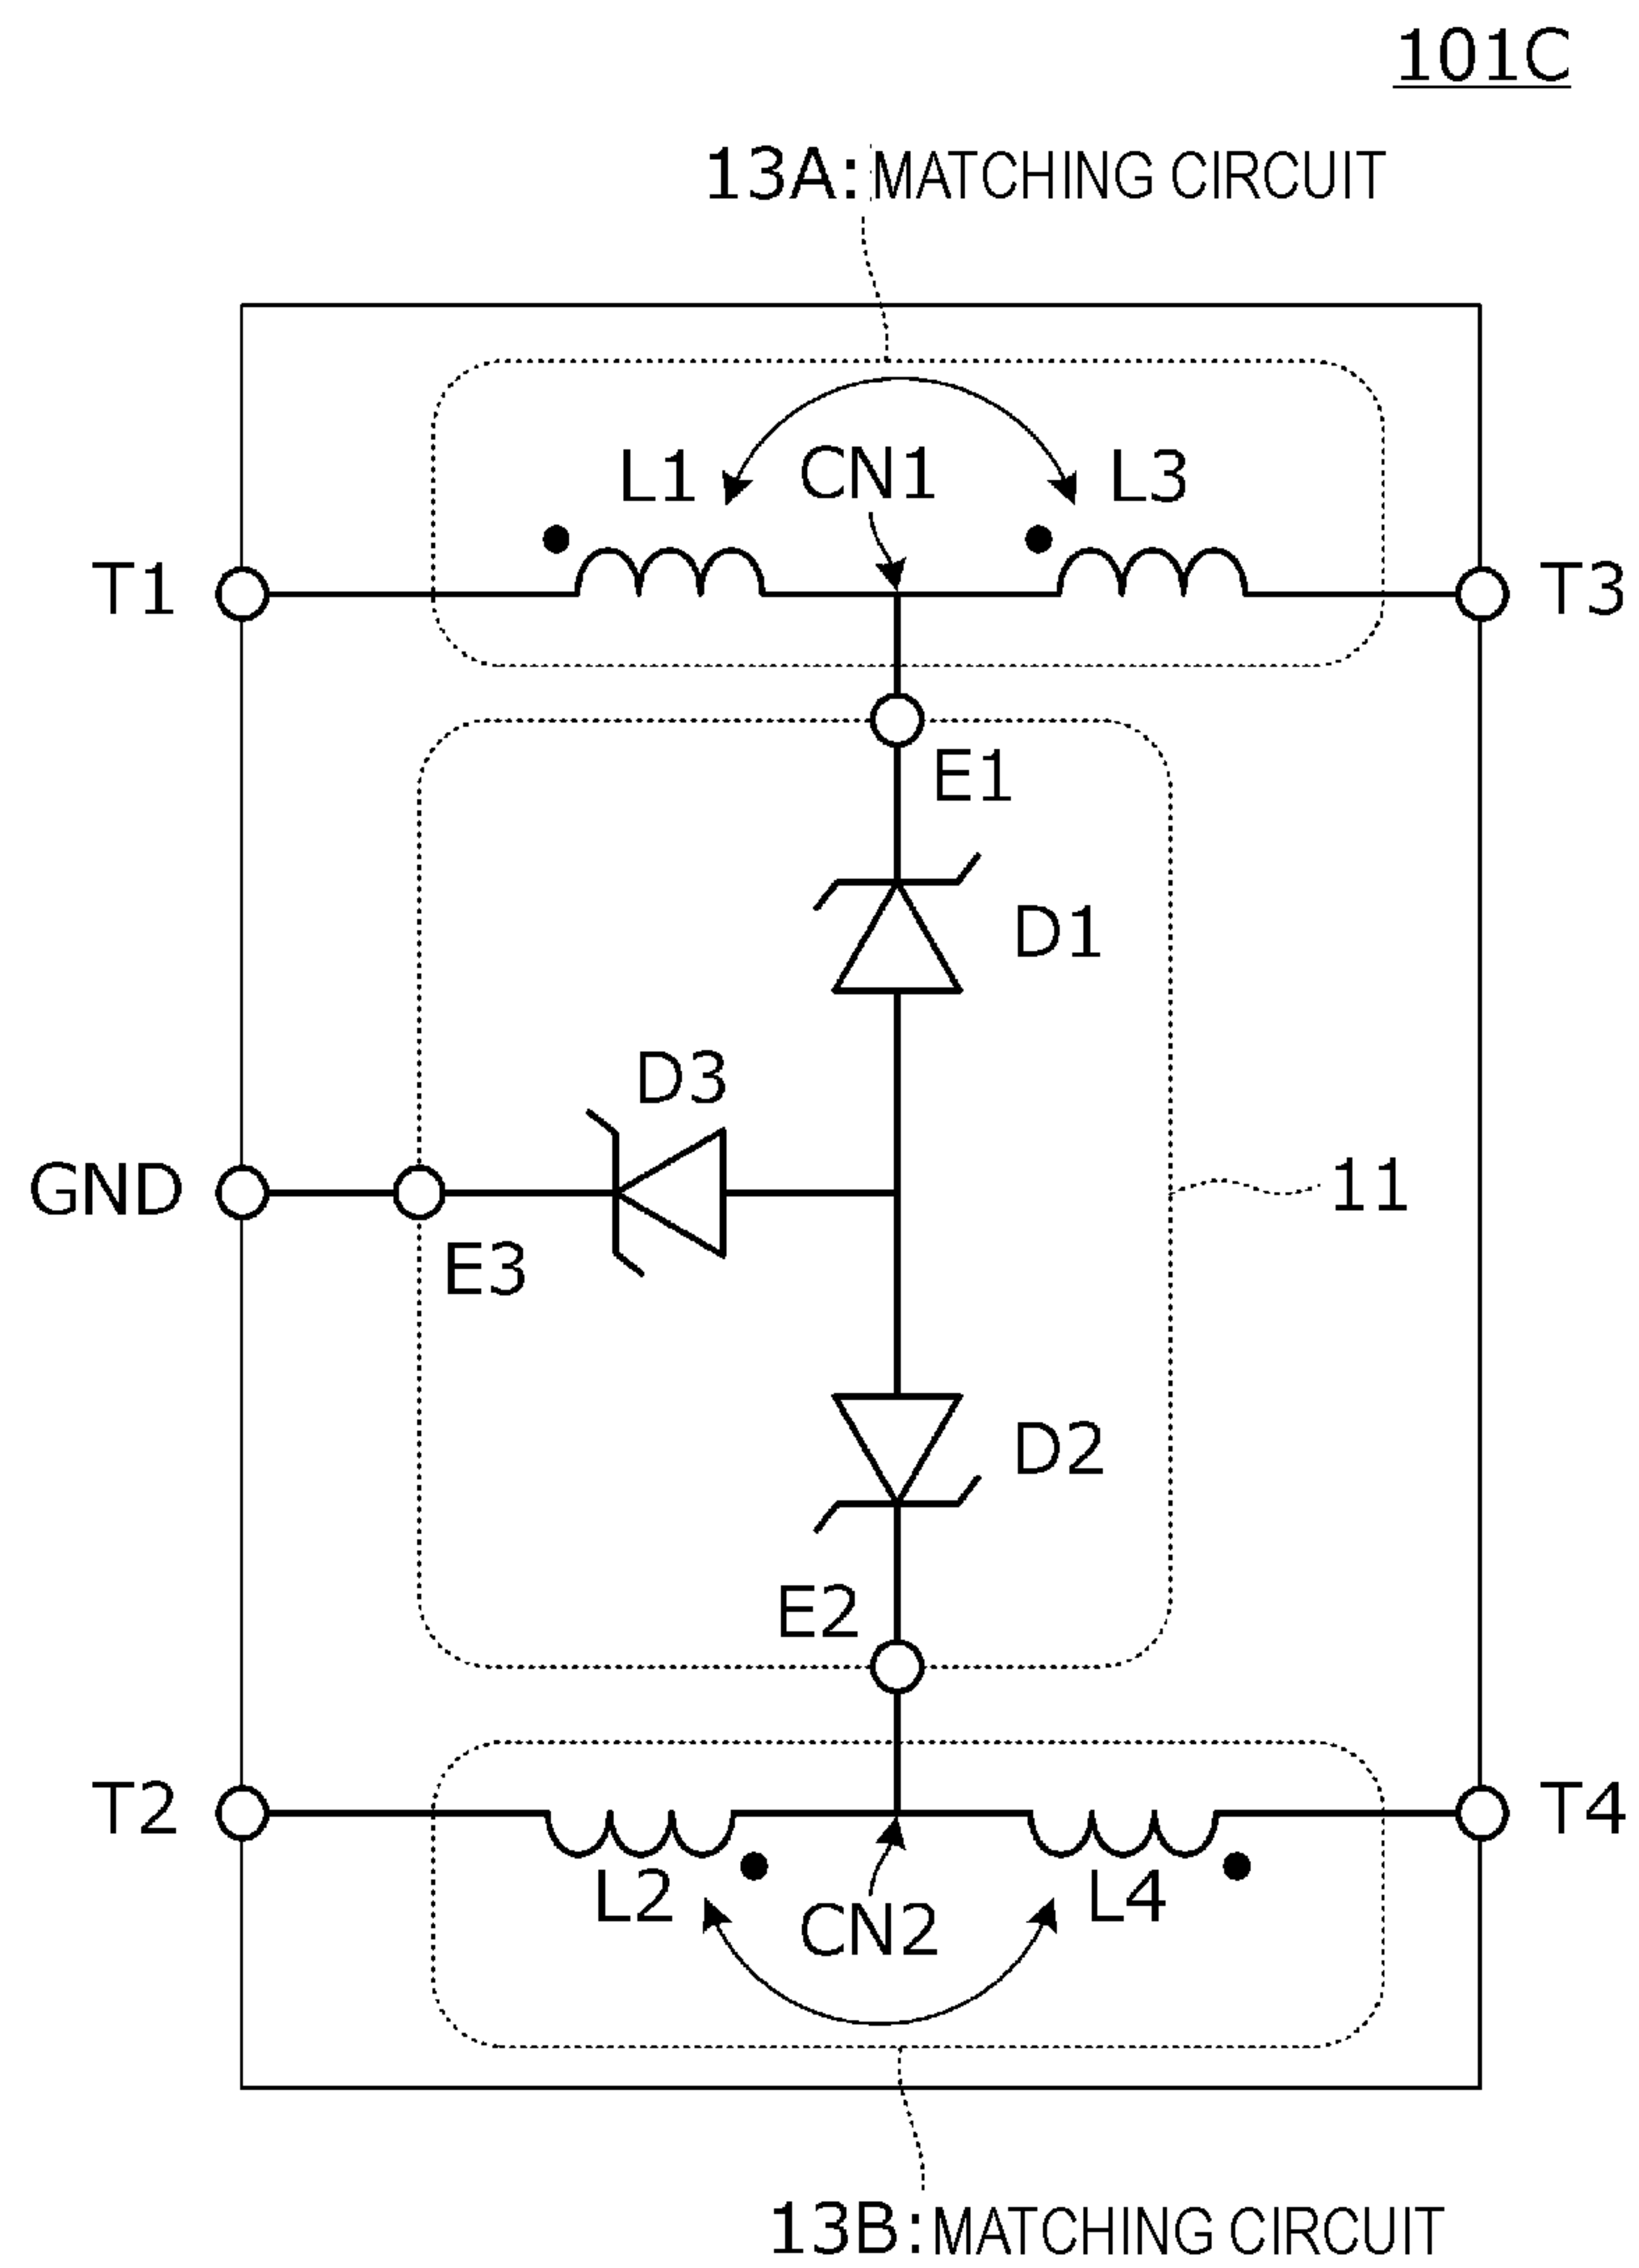 101C
13A: MATCHING CIRCUIT
L1 CN1 L3
T1 T3
E1
D1
D3
GND 11
E3
D2
E2
T2 T4
L2 L4
CN2
13B: MATCHING CIRCUIT